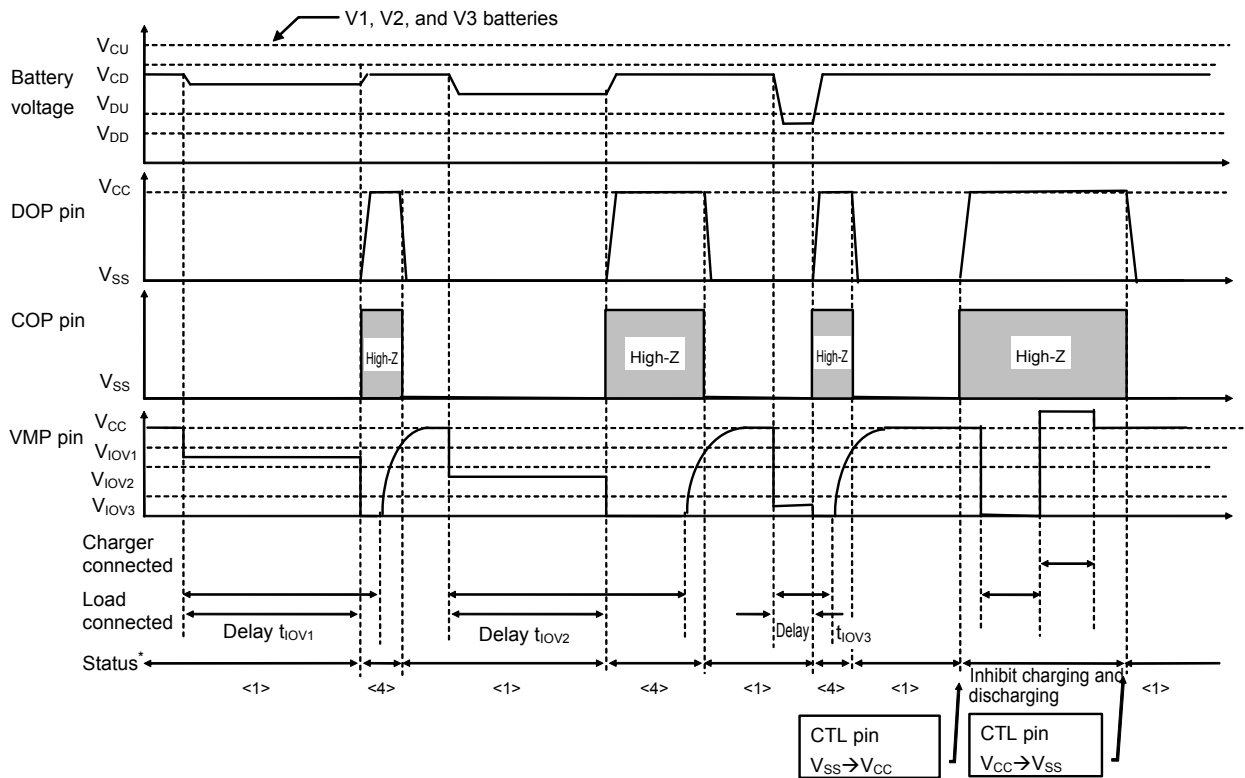 V1, V2, and V3 batteries
VCU
VCD
Battery
voltage
VDU
VDD
VCC
DOP pin
VSS
COP pin
High-Z
High-Z
High-Z
High-Z
VSS
VCC
VMP pin
VIOV1
VIOV2
VIOV3
Charger
connected
Load
connected
Delay tIOV1
Delay tIOV2
Delay
tIOV3
Status*
<1>
<4>
<1>
<4>
<1>
<4>
<1>
Inhibit charging and
discharging
<1>
CTL pin
VSS→VCC
CTL pin
VCC→VSS